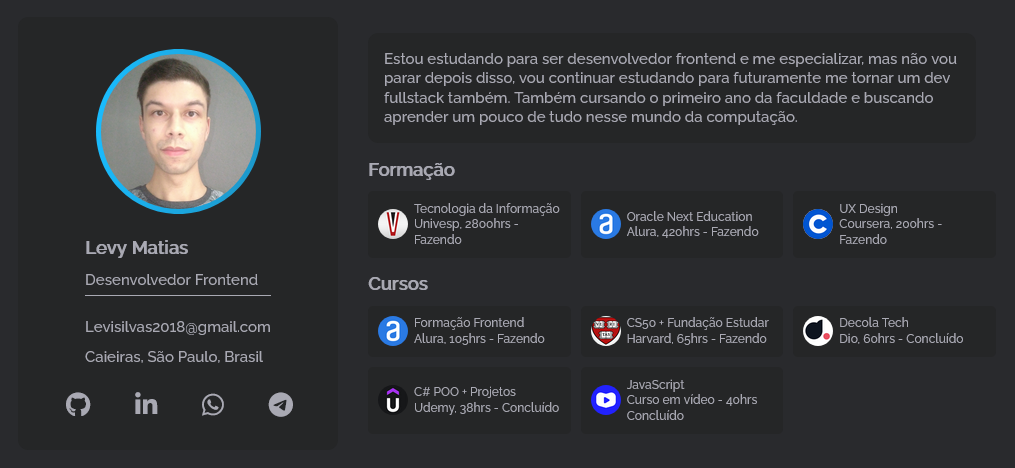 Levy Matias
Desenvolvedor Frontend
Levisilvas2018@gmail.com
Caieiras, São Paulo, Brasil
Estou estudando para ser desenvolvedor frontend e me especializar, mas não vou
parar depois disso, vou continuar estudando para futuramente me tornar um dev
fullstack também. Também cursando o primeiro ano da faculdade e buscando
aprender um pouco de tudo nesse mundo da computação.
Formação
Tecnologia da Informação
Univesp, 2800hrs -
Fazendo
Oracle Next Education
Alura, 420hrs - Fazendo
UX Design
Coursera, 200hrs -
Fazendo
Cursos
Formação Frontend
Alura, 105hrs - Fazendo
CS50 + Fundação Estudar
Harvard, 65hrs - Fazendo
Decola Tech
Dio, 60hrs - Concluído
C# POO + Projetos
Udemy, 38hrs - Concluído
JavaScript
Curso em vídeo - 40hrs
Concluído